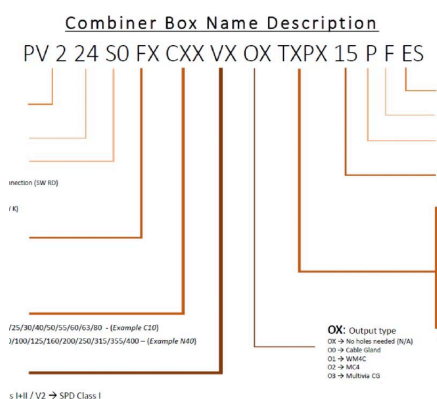 Combiner Box Name Description
PV 2 24 S0 FX CXX VX OX TXPX 15 P F ES
nnection (SW RD)
/ K)
/25/30/40/50/55/60/63/80 - (Example C10)
0/100/125/160/200/250/315/355/400 – (Example N40)
OX: Output type
OX → No holes needed (N/A)
O0 → Cable Gland
O1 → WM4C
O2 → MC4
O3 → Multivia CG
s I+II / V2 → SPD Class I